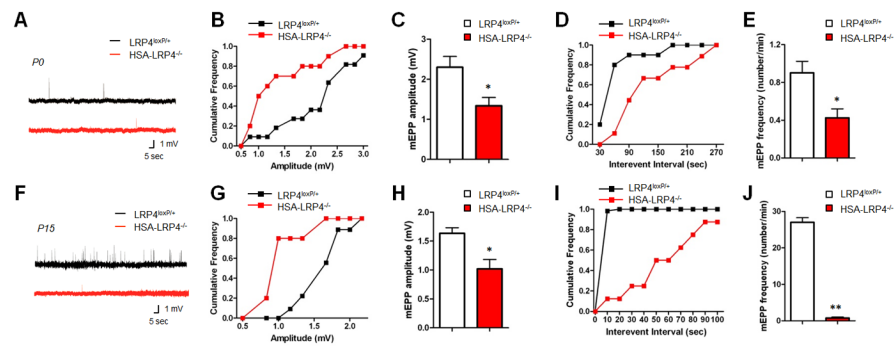 A
LRP4loxP/+
HSA-LRP4-/-
P0
1 mV
5 sec
B
LRP4loxP/+
HSA-LRP4-/-
Cumulative Frequency
1.0
0.8
0.6
0.4
0.2
0.0
0.5 1.0 1.5 2.0 2.5 3.0
Amplitude (mV)
C
LRP4loxP/+
HSA-LRP4-/-
mEPP amplitude (mV)
3
2
1
0
*
D
LRP4loxP/+
HSA-LRP4-/-
Cumulative Frequency
1.0
0.8
0.6
0.4
0.2
0.0
30 90 150 210 270
Interevent Interval (sec)
E
LRP4loxP/+
HSA-LRP4-/-
mEPP frequency (number/min)
1.2
0.8
0.4
0.0
*
F
LRP4loxP/+
HSA-LRP4-/-
P15
1 mV
5 sec
G
LRP4loxP/+
HSA-LRP4-/-
Cumulative Frequency
1.0
0.8
0.6
0.4
0.2
0.0
0.5 1.0 1.5 2.0
Amplitude (mV)
H
LRP4loxP/+
HSA-LRP4-/-
mEPP amplitude (mV)
2.0
1.5
1.0
0.5
0.0
*
I
LRP4loxP/+
HSA-LRP4-/-
Cumulative Frequency
1.0
0.8
0.6
0.4
0.2
0.0
0 10 20 30 40 50 60 70 80 90 100
Interevent Interval (sec)
J
LRP4loxP/+
HSA-LRP4-/-
mEPP frequency (number/min)
30
20
10
0
**